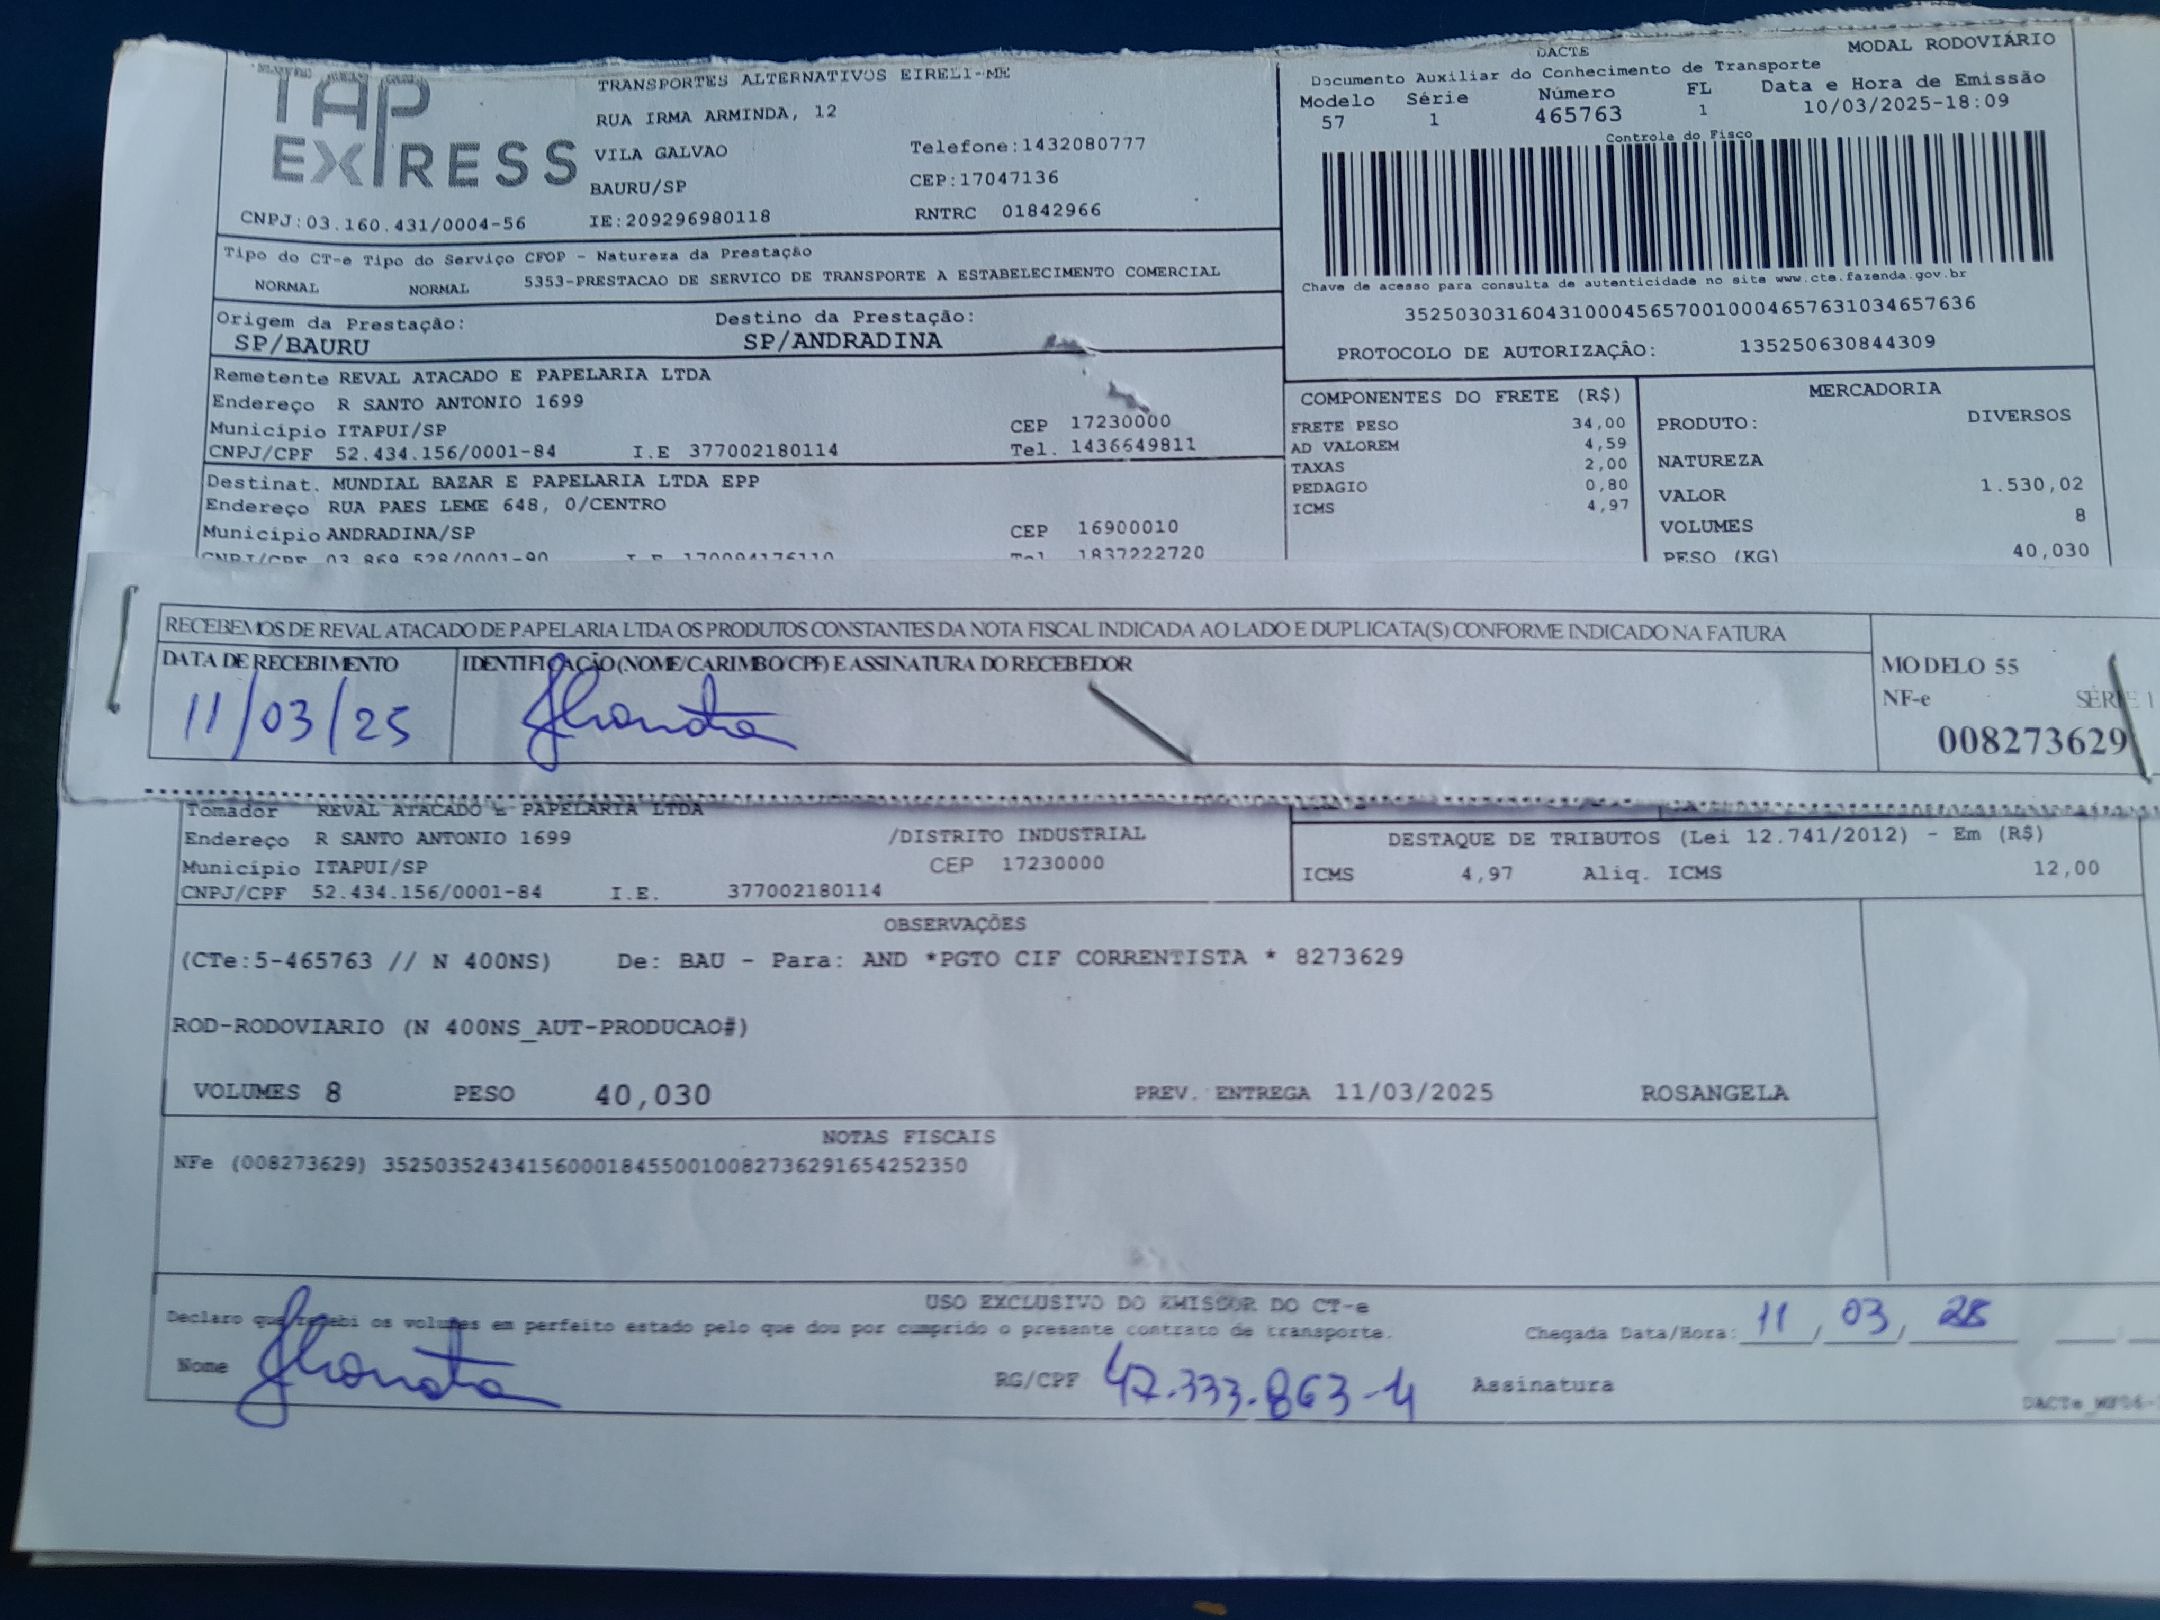 TAP EXPRESS
TRANSPORTES ALTERNATIVOS EIRELI-ME
RUA IRMA ARMINDA, 12
VILA GALVAO Telefone:1432080777
BAURU/SP CEP:17047136
CNPJ:03.160.431/0004-56 IE:209296980118 RNTRC 01842966
DACTE MODAL RODOVIÁRIO
Documento Auxiliar do Conhecimento de Transporte
Modelo Série Número FL Data e Hora de Emissão
57 1 465763 1 10/03/2025-18:09
Controle do Fisco
Chave de acesso para consulta de autenticidade no site www.cte.fazenda.gov.br
35250303160431000456570010004657631034657636
PROTOCOLO DE AUTORIZAÇÃO: 135250630844309
Tipo do CT-e Tipo do Serviço CFOP - Natureza da Prestação
NORMAL NORMAL 5353-PRESTACAO DE SERVICO DE TRANSPORTE A ESTABELECIMENTO COMERCIAL
Origem da Prestação: Destino da Prestação:
SP/BAURU SP/ANDRADINA
Remetente REVAL ATACADO E PAPELARIA LTDA
Endereço R SANTO ANTONIO 1699
Município ITAPUI/SP CEP 17230000
CNPJ/CPF 52.434.156/0001-84 I.E 377002180114 Tel. 1436649811
Destinat. MUNDIAL BAZAR E PAPELARIA LTDA EPP
Endereço RUA PAES LEME 648, 0/CENTRO
Município ANDRADINA/SP CEP 16900010
CNPJ/CPF 03.869.528/0001-90 I.E 170094176110 Tel 1837222720
COMPONENTES DO FRETE (R$)
FRETE PESO 34,00
AD VALOREM 4,59
TAXAS 2,00
PEDAGIO 0,80
ICMS 4,97
MERCADORIA
PRODUTO: DIVERSOS
NATUREZA
VALOR 1.530,02
VOLUMES 8
PESO (KG) 40,030
RECEBEMOS DE REVAL ATACADO DE PAPELARIA LTDA OS PRODUTOS CONSTANTES DA NOTA FISCAL INDICADA AO LADO E DUPLICATA(S) CONFORME INDICADO NA FATURA
DATA DE RECEBIMENTO IDENTIFICAÇÃO (NOME/CARIMBO/CPF) E ASSINATURA DO RECEBEDOR
11/03/25
MODELO 55
NF-e SÉRIE 1
008273629
Tomador REVAL ATACADO E PAPELARIA LTDA
Endereço R SANTO ANTONIO 1699 /DISTRITO INDUSTRIAL
Município ITAPUI/SP CEP 17230000
CNPJ/CPF 52.434.156/0001-84 I.E. 377002180114
DESTAQUE DE TRIBUTOS (Lei 12.741/2012) - Em (R$)
ICMS 4,97 Aliq. ICMS 12,00
OBSERVAÇÕES
(CTe:5-465763 // N 400NS) De: BAU - Para: AND *PGTO CIF CORRENTISTA * 8273629
ROD-RODOVIARIO (N 400NS_AUT-PRODUCAO#)
VOLUMES 8 PESO 40,030 PREV. ENTREGA 11/03/2025 ROSANGELA
NOTAS FISCAIS
NFe (008273629) 35250352434156000184550010082736291654252350
USO EXCLUSIVO DO EMISSOR DO CT-e
Declaro que recebi os volumes em perfeito estado pelo que dou por cumprido o presente contrato de transporte. Chegada Data/Hora: 11/03/25
Nome RG/CPF 47.333.863-4 Assinatura